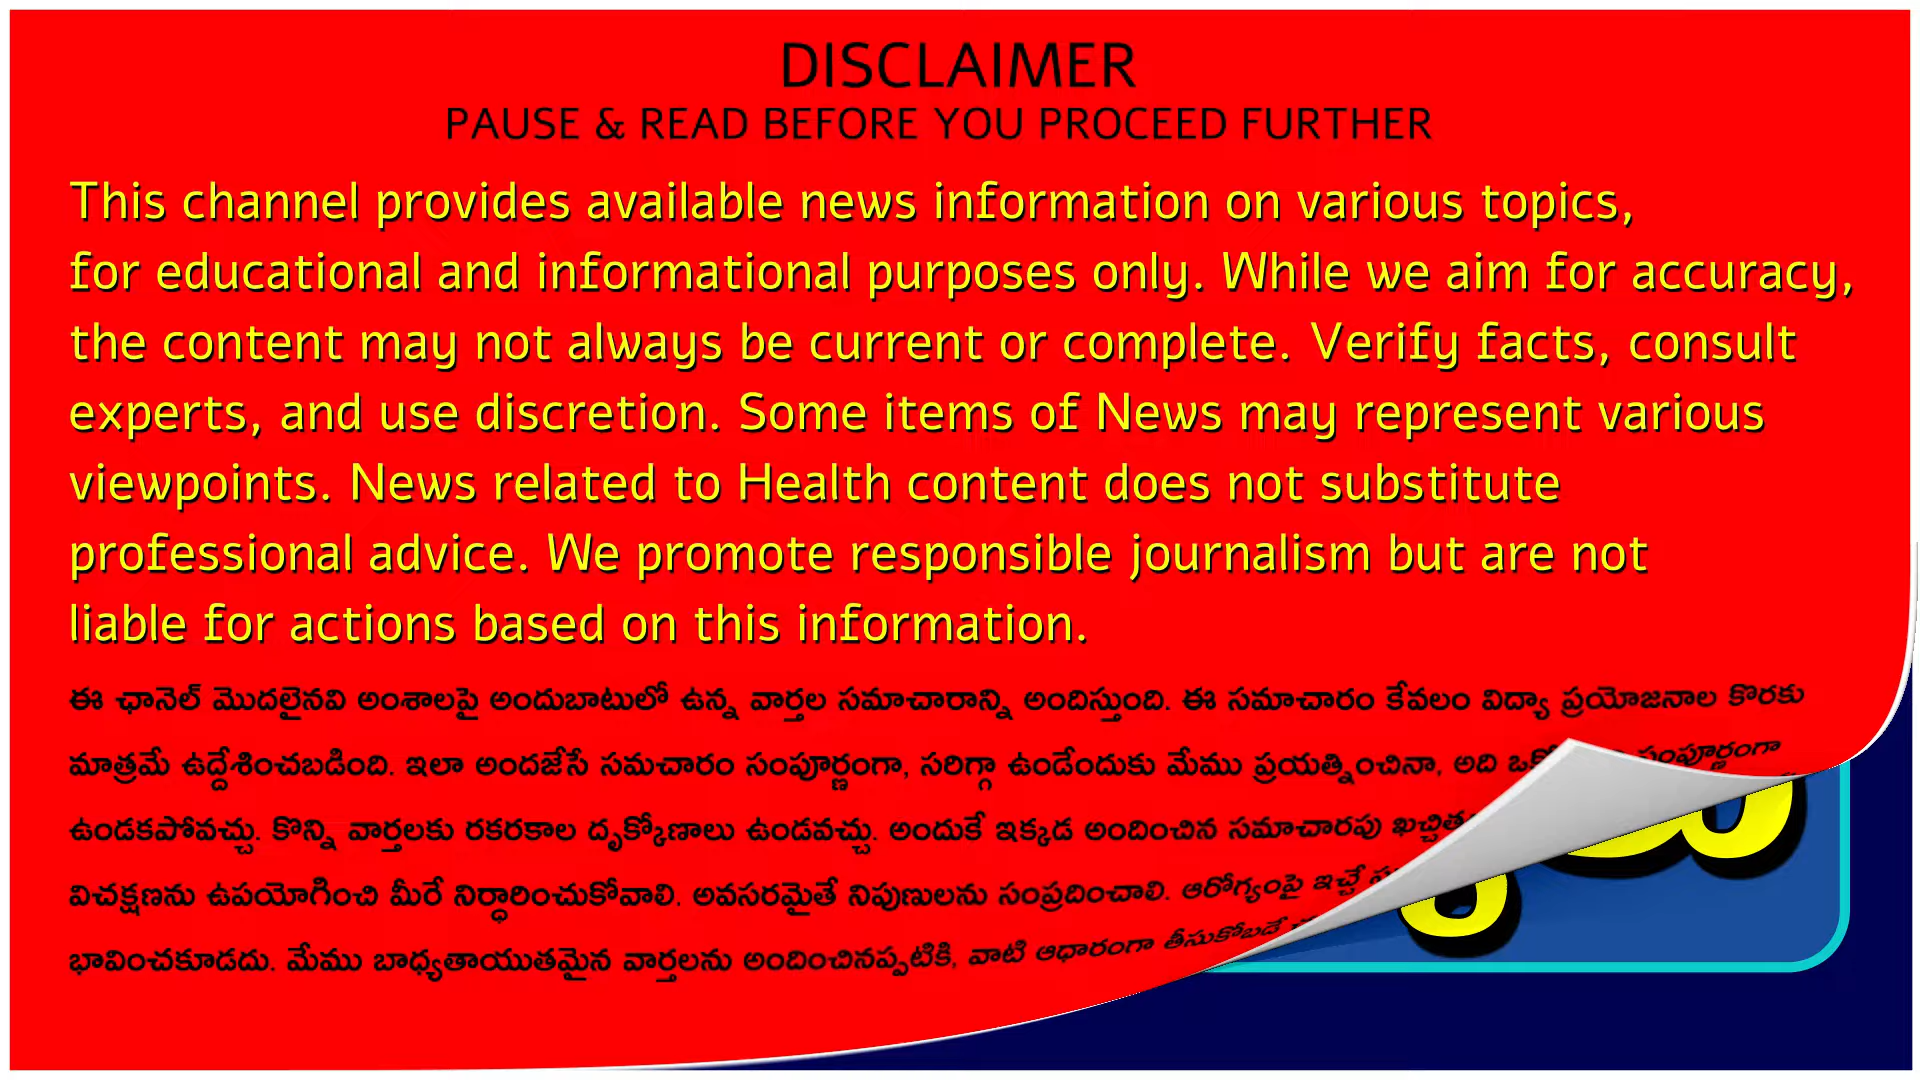 DISCLAIMER
PAUSE & READ BEFORE YOU PROCEED FURTHER
This channel provides available news information on various topics,
for educational and informational purposes only. While we aim for accuracy,
the content may not always be current or complete. Verify facts, consult
experts, and use discretion. Some items of News may represent various
viewpoints. News related to Health content does not substitute
professional advice. We promote responsible journalism but are not
liable for actions based on this information.
ఈ ఛానెల్ మొదలైనవి అంశాలపై అందుబాటులో ఉన్న వార్తల సమాచారాన్ని అందిస్తుంది. ఈ సమాచారం కేవలం విద్యా ప్రయోజనాల కొరకు
మాత్రమే ఉద్దేశించబడింది. ఇలా అందజేసే సమచారం సంపూర్ణంగా, సరిగ్గా ఉండేందుకు మేము ప్రయత్నించినా, అది సంపూర్ణంగా
ఉండకపోవచ్చు. కొన్ని వార్తలకు రకరకాల దృక్కోణాలు ఉండవచ్చు. అందుకే ఇక్కడ అందించిన సమాచారపు
విచక్షణను ఉపయోగించి మీరే నిర్ధారించుకోవాలి. అవసరమైతే నిపుణులను సంప్రదించాలి. ఆరోగ్యంపై ఇచ్చే
భావించకూడదు. మేము బాధ్యతాయుతమైన వార్తలను అందించినప్పటికి, వాటి ఆధారంగా తీసుకోబడే